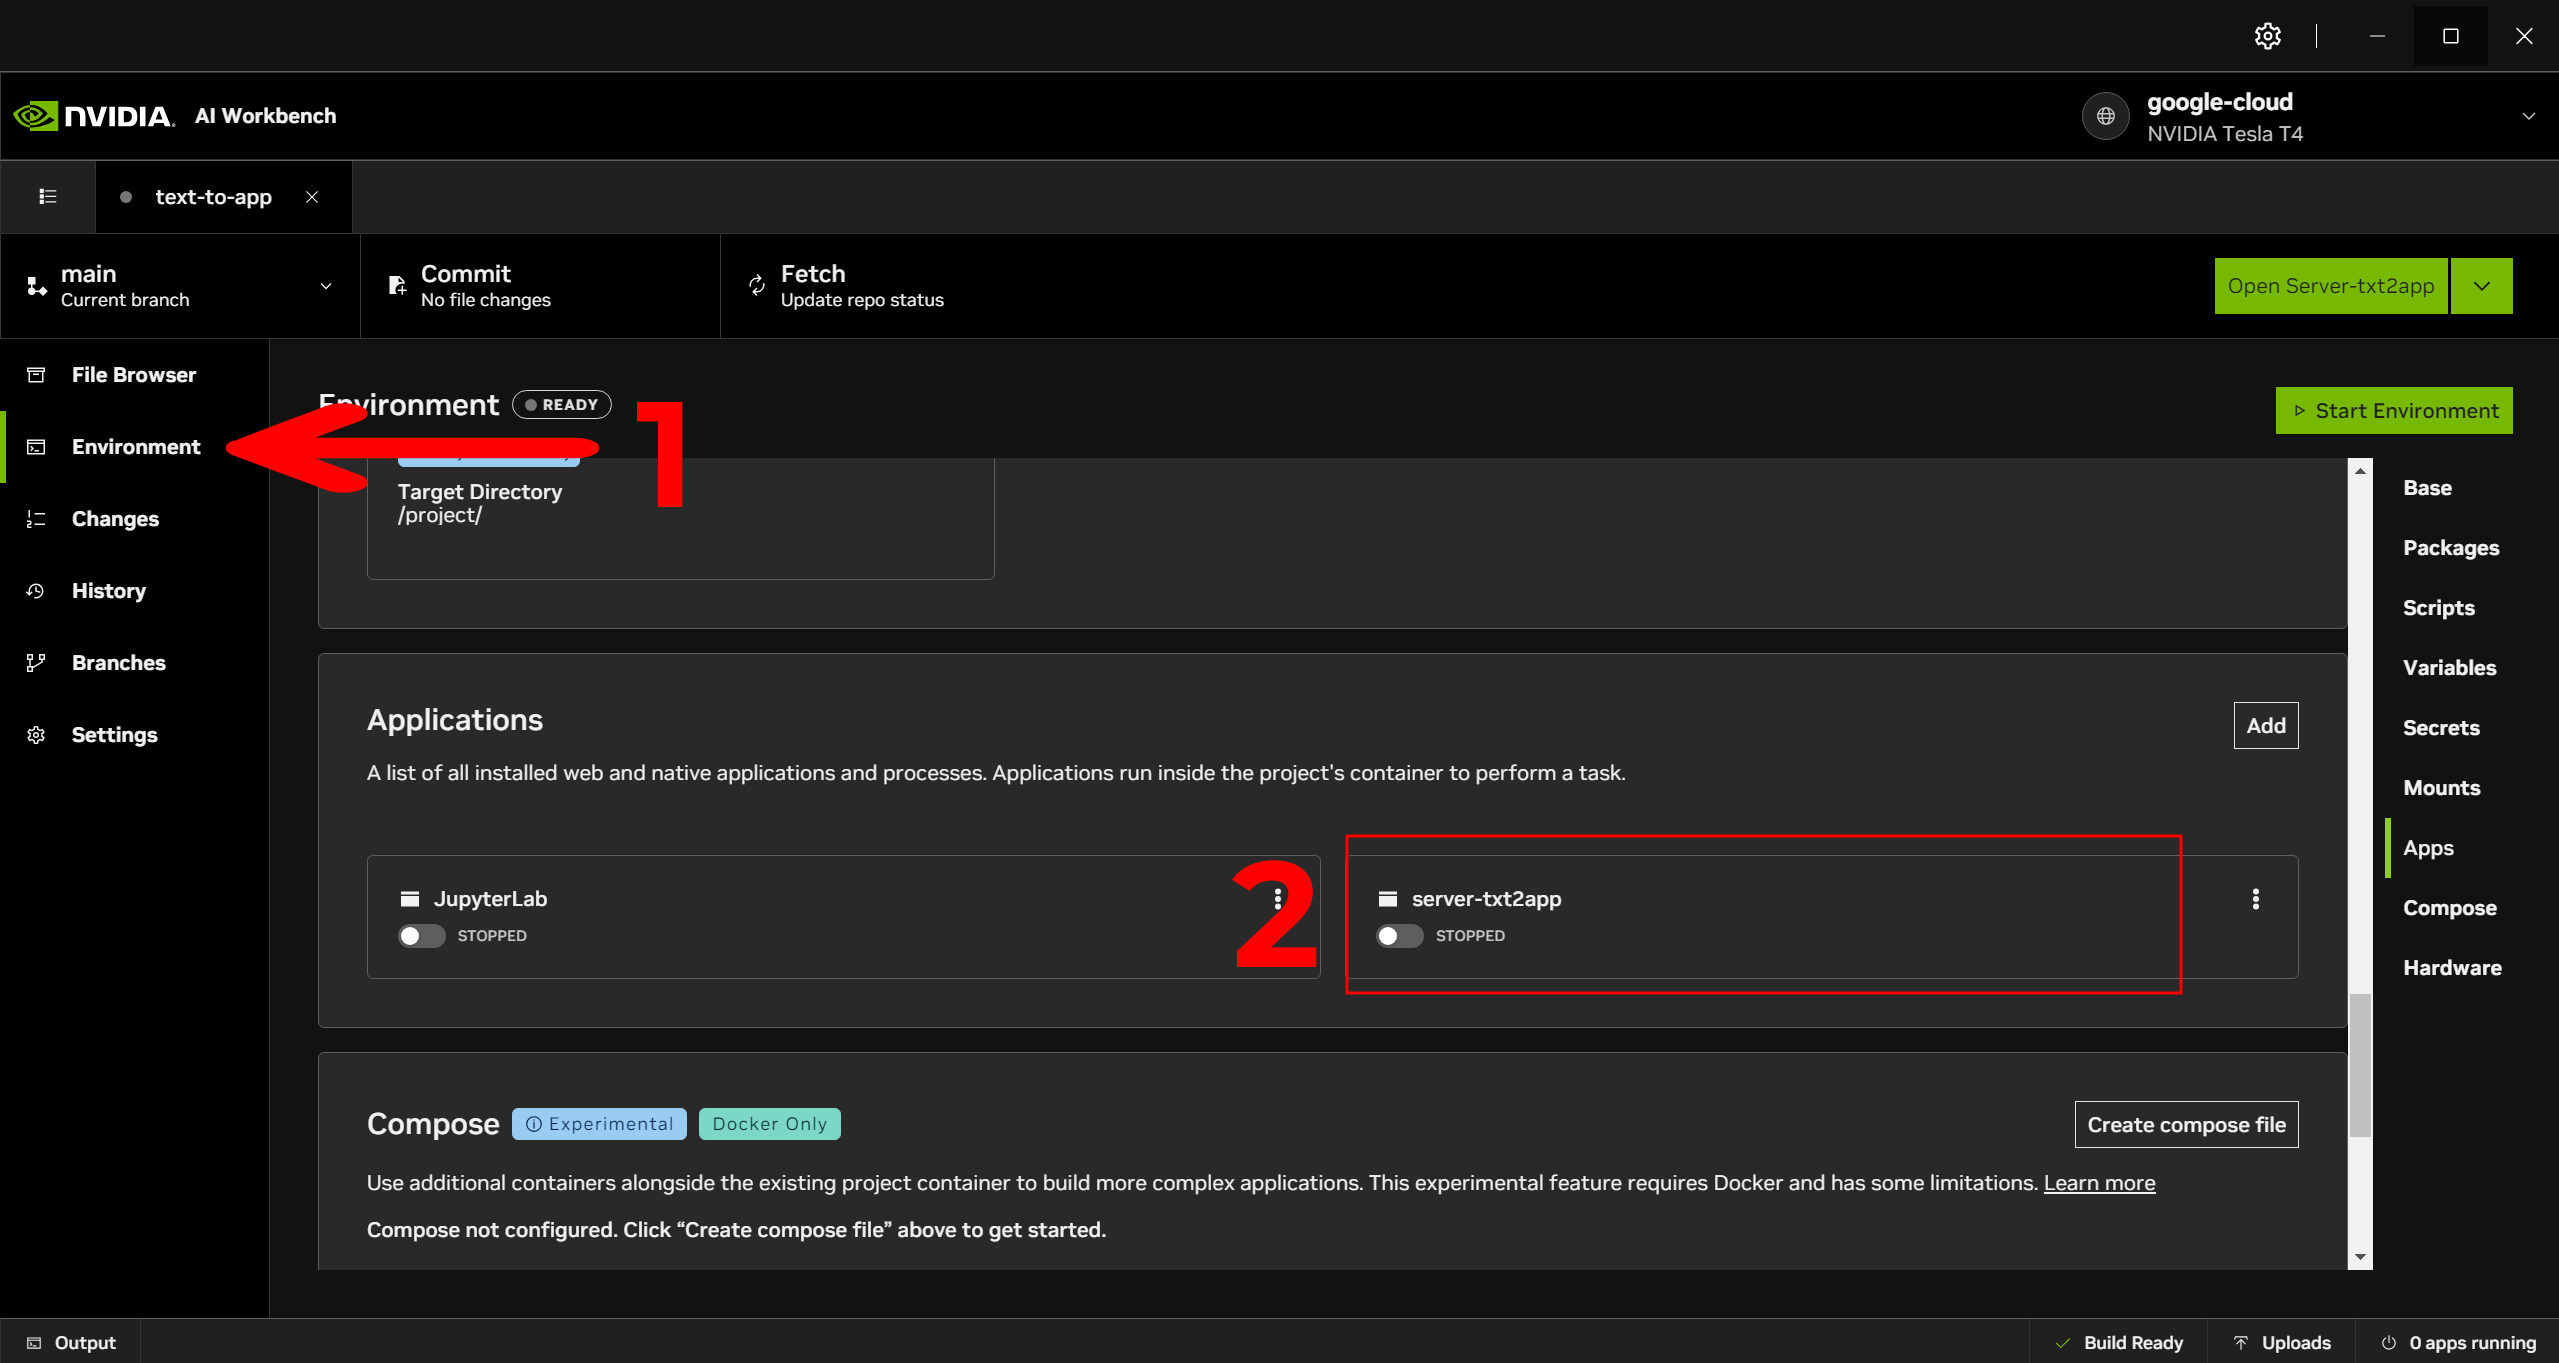 NVIDIA. AI Workbench
google-cloud
NVIDIA Tesla T4
text-to-app
main
Current branch
Commit
No file changes
Fetch
Update repo status
Open Server-txt2app
File Browser
Environment
Changes
History
Branches
Settings
Environment READY
1
Start Environment
Target Directory
/project/
Applications
Add
A list of all installed web and native applications and processes. Applications run inside the project's container to perform a task.
JupyterLab
STOPPED
2
server-txt2app
STOPPED
Compose Experimental Docker Only
Create compose file
Use additional containers alongside the existing project container to build more complex applications. This experimental feature requires Docker and has some limitations. Learn more
Compose not configured. Click “Create compose file” above to get started.
Base
Packages
Scripts
Variables
Secrets
Mounts
Apps
Compose
Hardware
Output
Build Ready
Uploads
0 apps running